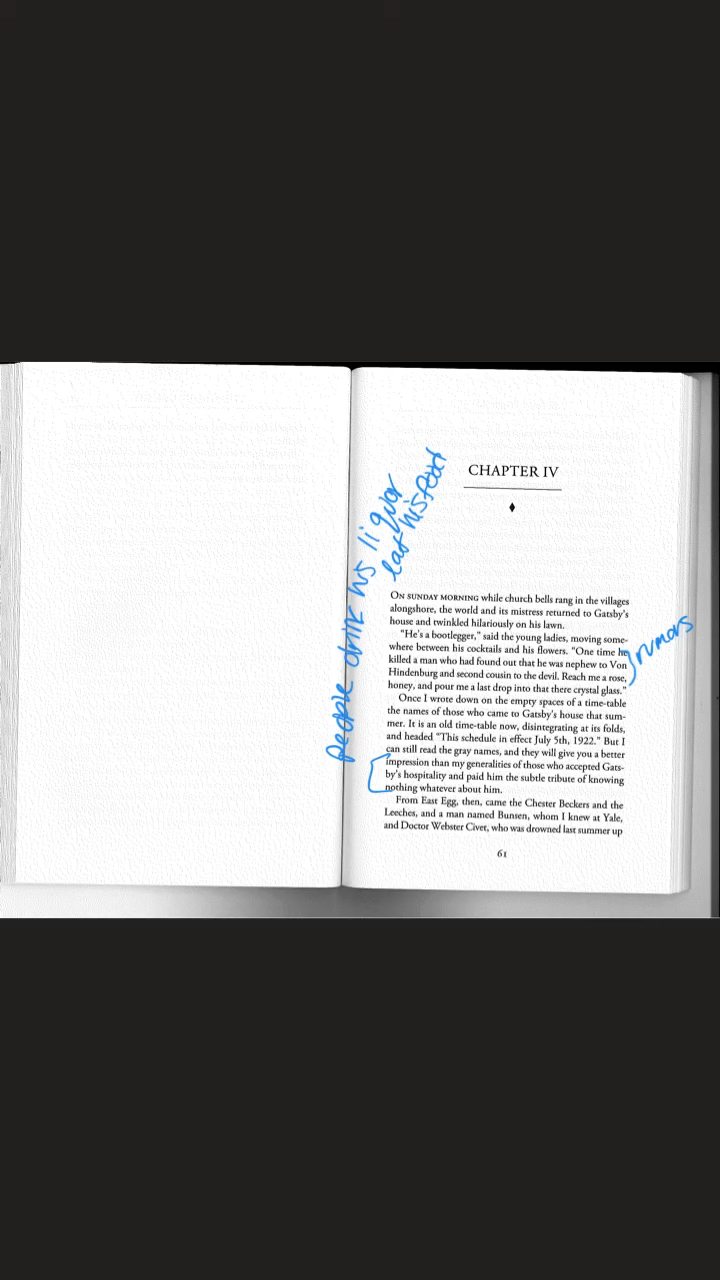 CHAPTER IV
ON SUNDAY MORNING while church bells rang in the villages
alongshore, the world and its mistress returned to Gatsby's
house and twinkled hilariously on his lawn.
"He's a bootlegger," said the young ladies, moving some-
where between his cocktails and his flowers. "One time he
killed a man who had found out that he was nephew to Von
Hindenburg and second cousin to the devil. Reach me a rose,
honey, and pour me a last drop into that there crystal glass."
Once I wrote down on the empty spaces of a time-table
the names of those who came to Gatsby's house that sum-
mer. It is an old time-table now, disintegrating at its folds,
and headed "This schedule in effect July 5th, 1922." But I
can still read the gray names, and they will give you a better
impression than my generalities of those who accepted Gats-
by's hospitality and paid him the subtle tribute of knowing
nothing whatever about him.
From East Egg, then, came the Chester Beckers and the
Leeches, and a man named Bunsen, whom I knew at Yale,
and Doctor Webster Civet, who was drowned last summer up
61
people drink his liquor
eat his food
rumors